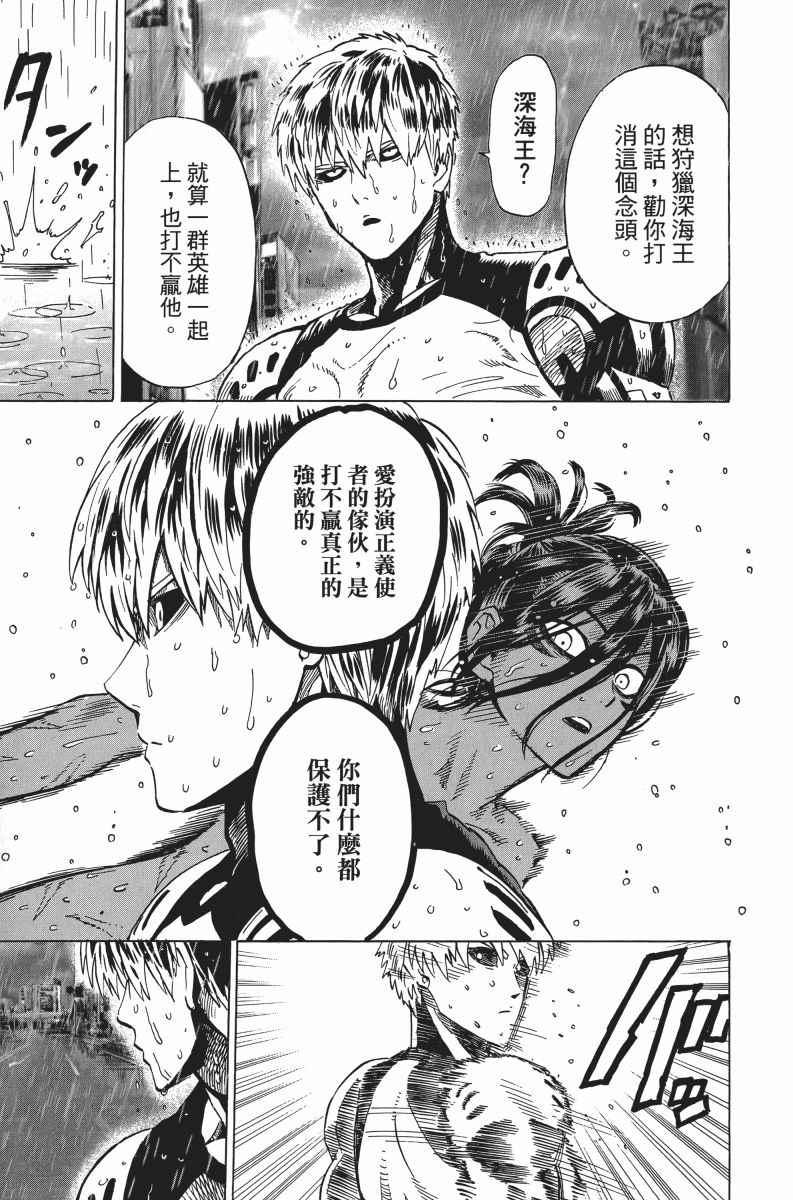 想狩獵深海王
的話，勸你打
消這個念頭。
深海王？
就算一群英雄一起
上，也打不贏他。
タンッ
愛扮演正義使
者的傢伙，是
打不贏真正的
強敵的。
你們什麼都
保護不了。
バッ